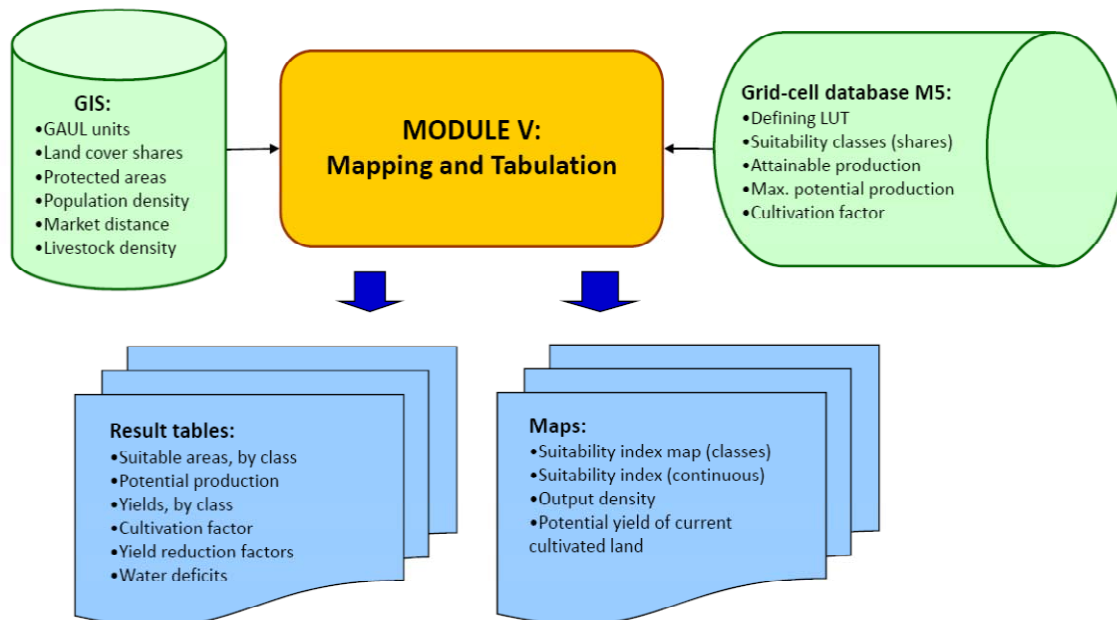 GIS:
•GAUL units
•Land cover shares
•Protected areas
•Population density
•Market distance
•Livestock density
MODULE V:
Mapping and Tabulation
Grid-cell database M5:
•Defining LUT
•Suitability classes (shares)
•Attainable production
•Max. potential production
•Cultivation factor
Result tables:
•Suitable areas, by class
•Potential production
•Yields, by class
•Cultivation factor
•Yield reduction factors
•Water deficits
Maps:
•Suitability index map (classes)
•Suitability index (continuous)
•Output density
•Potential yield of current
cultivated land